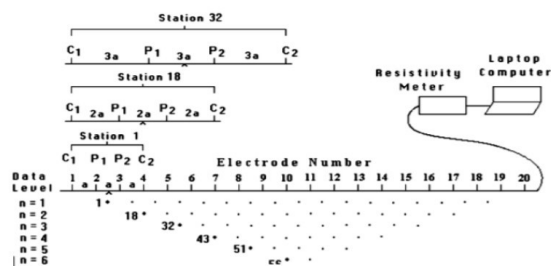 Station 32
C1 P1 P2 C2
3a 3a 3a
Station 18
C1 P1 P2 C2
2a 2a 2a
Resistivity Meter
Laptop Computer
Station 1
C1 P1 P2 C2
Electrode Number
Data Level
1 2 3 4 5 6 7 8 9 10 11 12 13 14 15 16 17 18 19 20
a a a
n = 1 1
n = 2 18
n = 3 32
n = 4 43
n = 5 51
n = 6